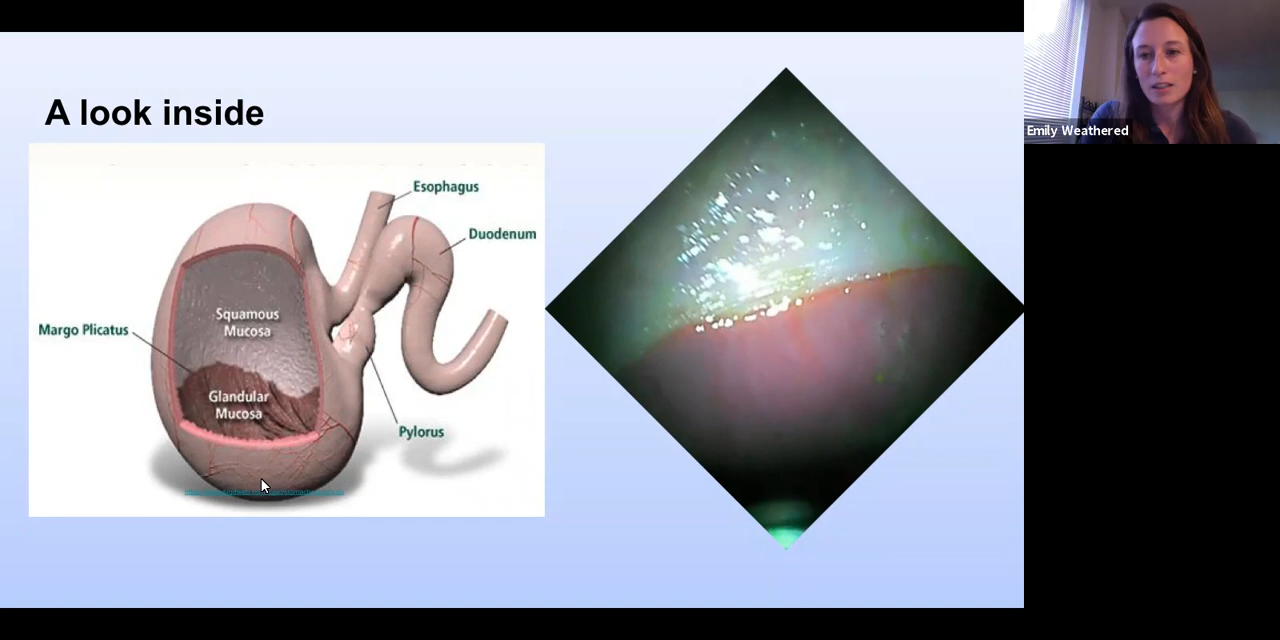 A look inside
Esophagus
Duodenum
Squamous
Mucosa
Margo Plicatus
Glandular
Mucosa
Pylorus
Emily Weathered